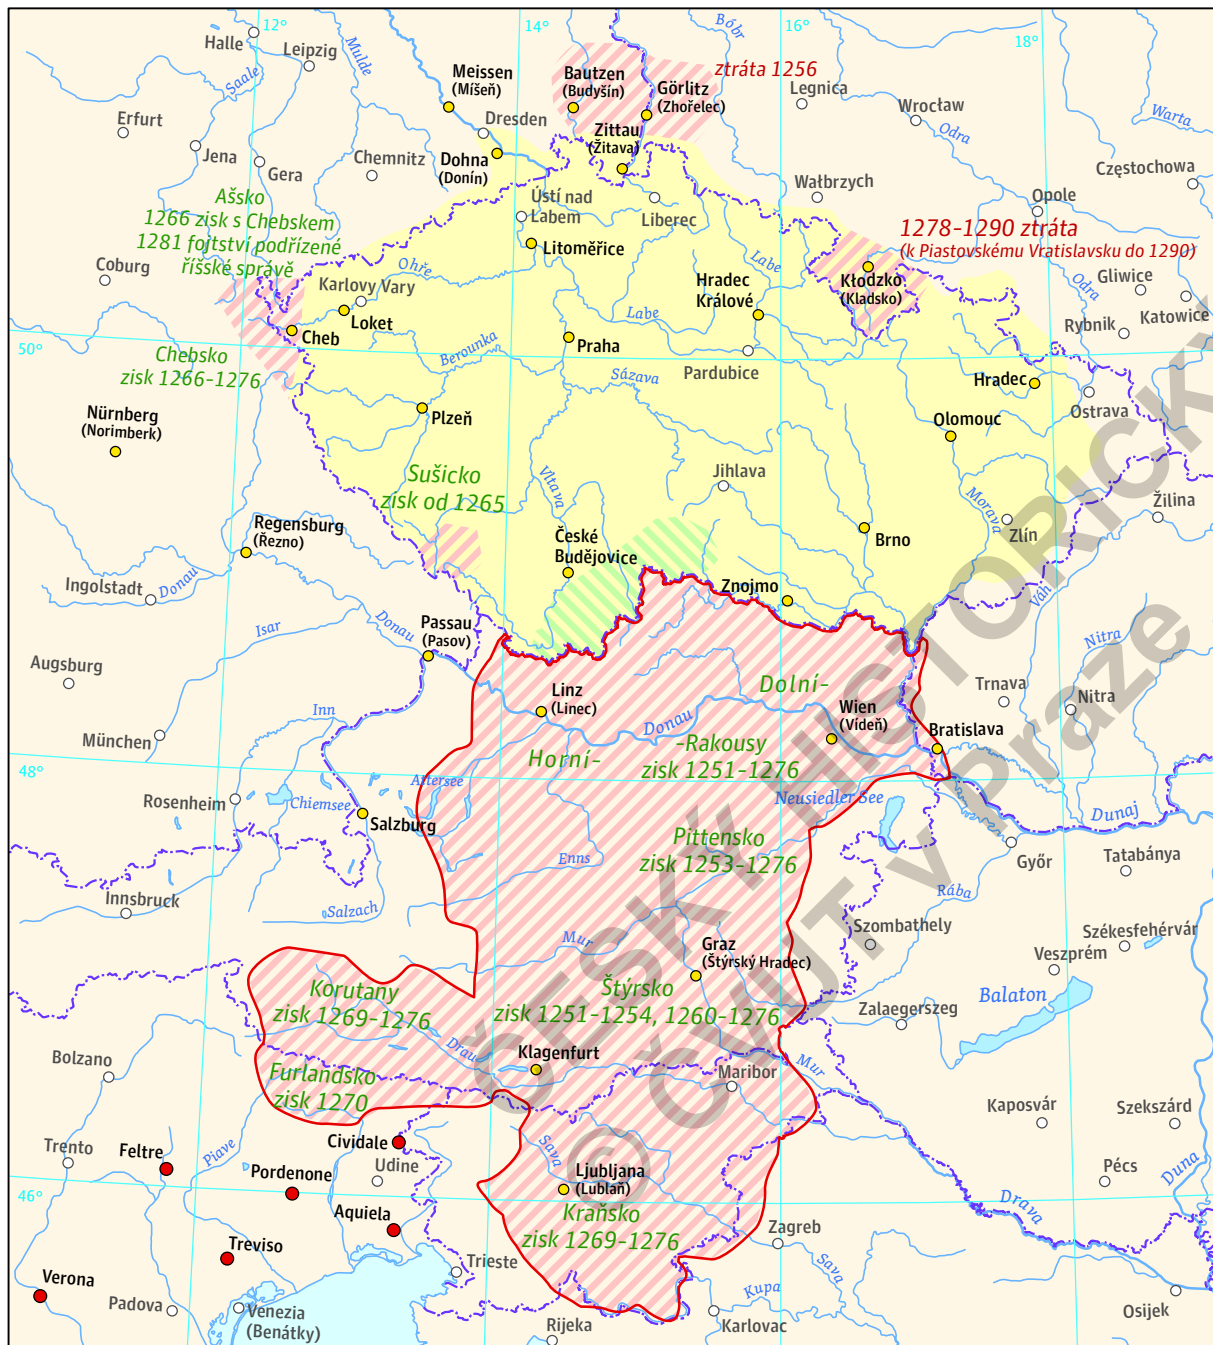 12°
14°
16°
18°
Halle
Leipzig
Mulde
Saale
Bóbr
Meissen
(Míšeň)
Bautzen
(Budyšín)
ztráta 1256
Görlitz
(Zhořelec)
Legnica
Wrocław
Odra
Warta
Erfurt
Dresden
Zittau
(Žitava)
Jena
Gera
Chemnitz
Dohna
(Donín)
Częstochowa
Wałbrzych
Opole
Ašsko
1266 zisk s Chebskem
1281 fojtství podřízené
říšské správě
Ústí nad
Labem
Liberec
1278-1290 ztráta
(k Piastovskému Vratislavsku do 1290)
Litoměřice
Coburg
Ohře
Labe
Hradec
Králové
Kłodzko
(Kladsko)
Odra
Gliwice
Karlovy Vary
Loket
Cheb
Labe
Rybnik
Katowice
50°
Chebsko
zisk 1266-1276
Berounka
Praha
Sázava
Pardubice
Hradec
Ostrava
Nürnberg
(Norimberk)
Plzeň
Olomouc
Sušicko
zisk od 1265
Vltava
Jihlava
Morava
Žilina
Regensburg
(Řezno)
České
Budějovice
Brno
Zlín
Ingolstadt
Donau
Znojmo
Váh
Isar
Donau
Passau
(Pasov)
Nitra
Augsburg
Dolní-
Linz
(Linec)
Trnava
Nitra
Inn
München
Donau
Wien
(Vídeň)
Bratislava
Horní-
-Rakousy
zisk 1251-1276
48°
Attersee
Rosenheim
Chiemsee
Neusiedler See
Dunaj
Salzburg
Pittensko
zisk 1253-1276
Győr
Tatabánya
Enns
Rába
Innsbruck
Salzach
Mur
Graz
(Štýrský Hradec)
Szombathely
Székesfehérvár
Veszprém
Korutany
zisk 1269-1276
Štýrsko
zisk 1251-1254, 1260-1276
Balaton
Zalaegerszeg
Bolzano
Drau
Klagenfurt
Mur
Furlandsko
zisk 1270
Maribor
Kaposvár
Szekszárd
Trento
Feltre
Piave
Cividale
Sava
Pordenone
Udine
Ljubljana
(Lublaň)
Pécs
Duna
46°
Drava
Aquiela
Kraňsko
zisk 1269-1276
Zagreb
Treviso
Trieste
Sava
Verona
Kupa
Padova
Venezia
(Benátky)
Rijeka
Karlovac
Osijek
ČESKÝ HISTORICKÝ
© ČVUT v Praze